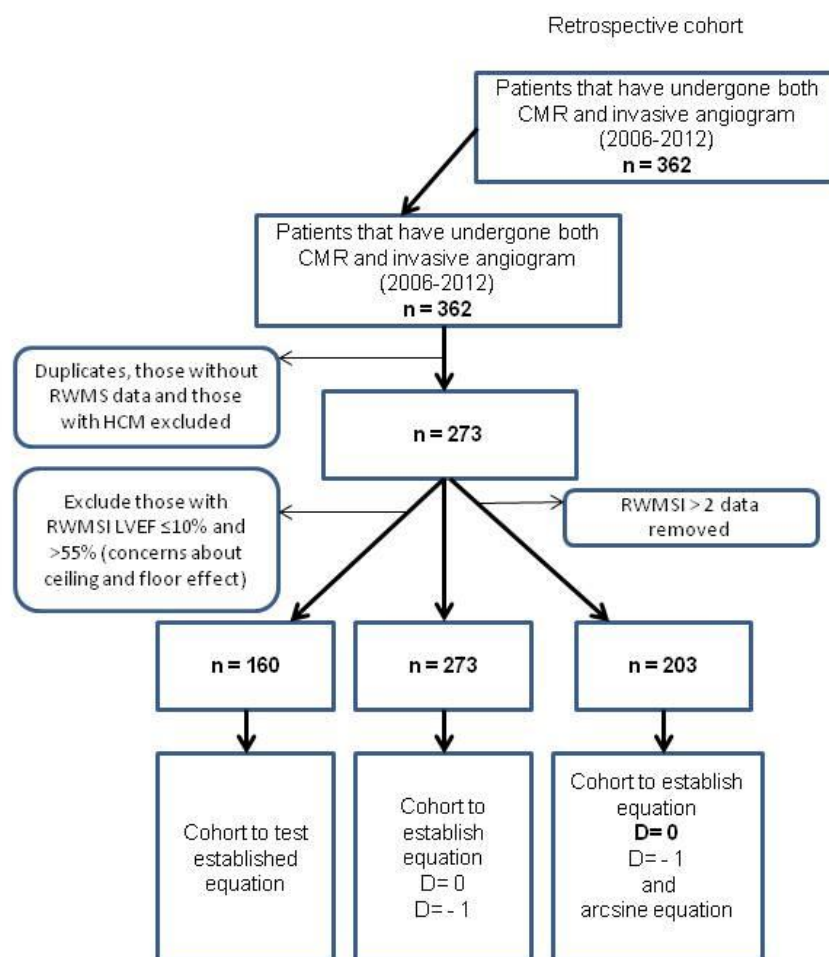 Retrospective cohort
Patients that have undergone both
CMR and invasive angiogram
(2006-2012)
n = 362
Patients that have undergone both
CMR and invasive angiogram
(2006-2012)
n = 362
Duplicates, those without
RWMS data and those
with HCM excluded
n = 273
Exclude those with
RWMSI LVEF ≤10% and
>55% (concerns about
ceiling and floor effect)
RWMSI > 2 data
removed
n = 160
n = 273
n = 203
Cohort to test
established
equation
Cohort to
establish
equation
D= 0
D= - 1
Cohort to establish
equation
D= 0
D= - 1
and
arcsine equation